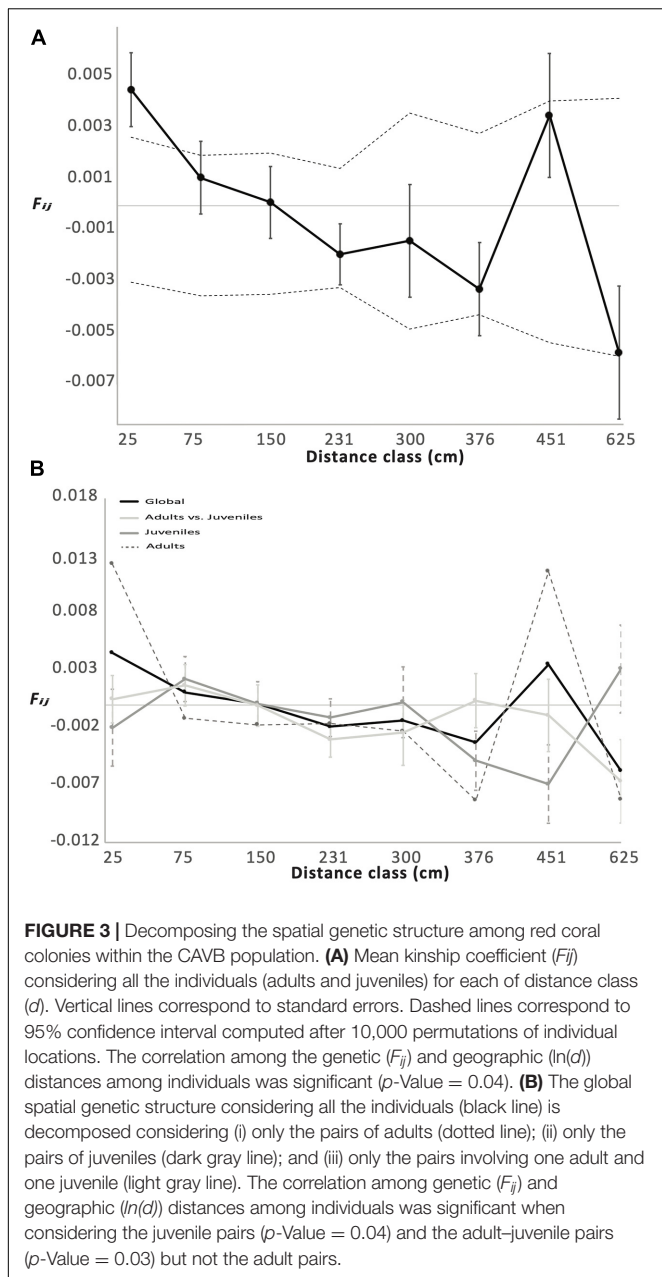 A
0.005
0.003
0.001
Fij
-0.001
-0.003
-0.005
-0.007
25 75 150 231 300 376 451 625
Distance class (cm)
B
0.018
Global
Adults vs. Juveniles
Juveniles
Adults
0.013
0.008
0.003
Fij
-0.002
-0.007
-0.012
25 75 150 231 300 376 451 625
Distance class (cm)
FIGURE 3 | Decomposing the spatial genetic structure among red coral
colonies within the CAVB population. (A) Mean kinship coefficient (Fij)
considering all the individuals (adults and juveniles) for each of distance class
(d). Vertical lines correspond to standard errors. Dashed lines correspond to
95% confidence interval computed after 10,000 permutations of individual
locations. The correlation among the genetic (Fij) and geographic (ln(d))
distances among individuals was significant (p-Value = 0.04). (B) The global
spatial genetic structure considering all the individuals (black line) is
decomposed considering (i) only the pairs of adults (dotted line); (ii) only the
pairs of juveniles (dark gray line); and (iii) only the pairs involving one adult and
one juvenile (light gray line). The correlation among genetic (Fij) and
geographic (ln(d)) distances among individuals was significant when
considering the juvenile pairs (p-Value = 0.04) and the adult–juvenile pairs
(p-Value = 0.03) but not the adult pairs.